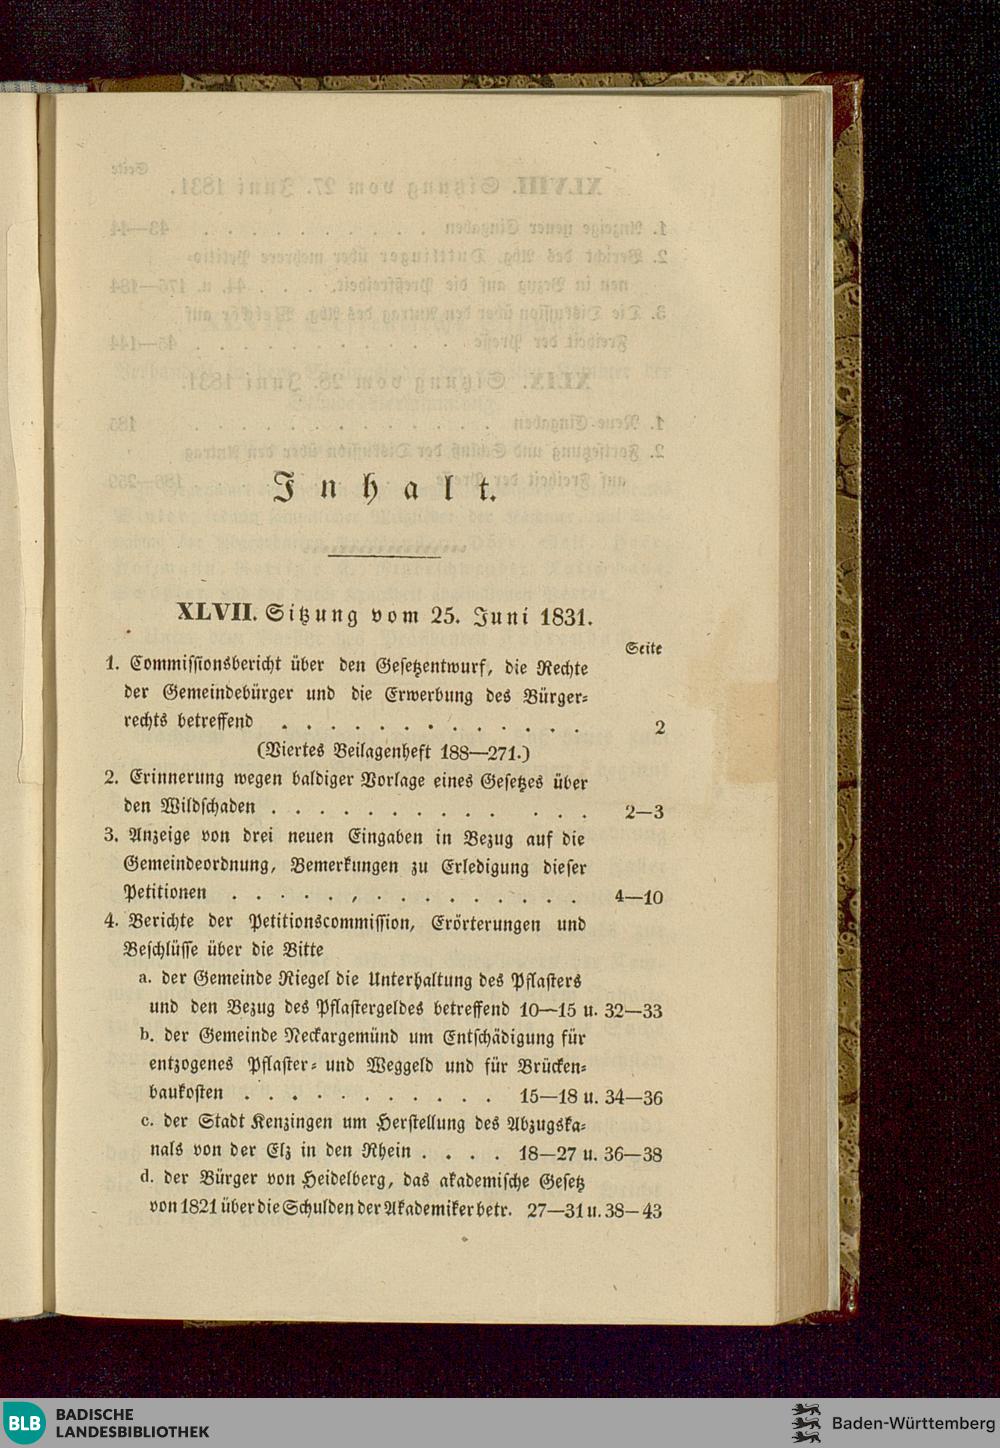 Inhalt.
XLVII. Sitzung vom 25. Juni 1831.
Seite
1. Commissionsbericht über den Gesetzentwurf, die Rechte
der Gemeindebürger und die Erwerbung des Bürger-
rechts betreffend . . . . . . . . . . . . . 2
(Viertes Beilagenheft 188—271.)
2. Erinnerung wegen baldiger Vorlage eines Gesetzes über
den Wildschaden . . . . . . . . . . . . . 2—3
3. Anzeige von drei neuen Eingaben in Bezug auf die
Gemeindeordnung, Bemerkungen zu Erledigung dieser
Petitionen . . . . . , . . . . . . . . . 4—10
4. Berichte der Petitionscommission, Erörterungen und
Beschlüsse über die Bitte
a. der Gemeinde Riegel die Unterhaltung des Pflasters
und den Bezug des Pflastergeldes betreffend 10—15 u. 32—33
b. der Gemeinde Neckargemünd um Entschädigung für
entzogenes Pflaster- und Weggeld und für Brücken-
baukosten . . . . . . . . . . . 15—18 u. 34—36
c. der Stadt Kenzingen um Herstellung des Abzugska-
nals von der Elz in den Rhein . . . . 18—27 u. 36—38
d. der Bürger von Heidelberg, das akademische Gesetz
von 1821 über die Schulden der Akademiker betr. 27—31 u. 38—43
BLB BADISCHE
LANDESBIBLIOTHEK
Baden-Württemberg